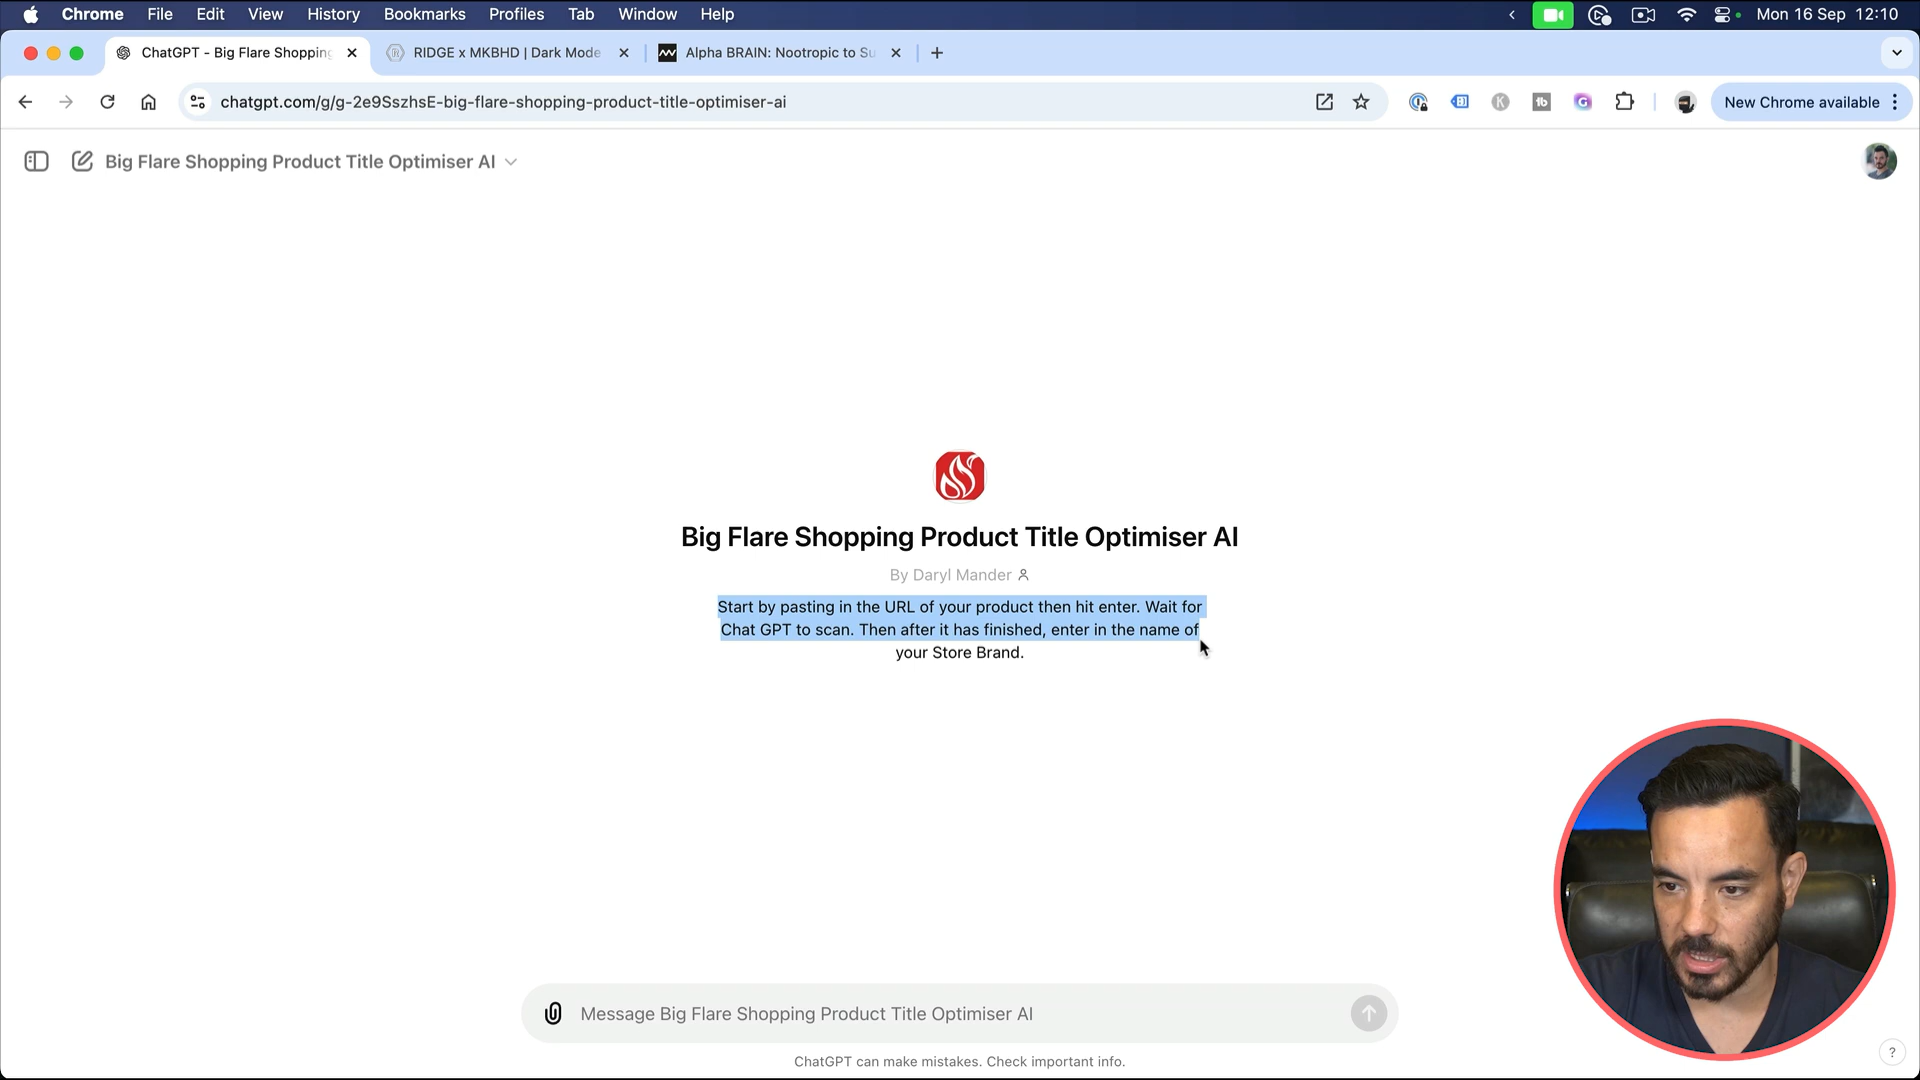 Chrome File Edit View History Bookmarks Profiles Tab Window Help Mon 16 Sep 12:10
ChatGPT - Big Flare Shopping RIDGE x MKBHD | Dark Mode Alpha BRAIN: Nootropic to Su
chatgpt.com/g/g-2e9SszhsE-big-flare-shopping-product-title-optimiser-ai New Chrome available
Big Flare Shopping Product Title Optimiser AI
Big Flare Shopping Product Title Optimiser AI
By Daryl Mander
Start by pasting in the URL of your product then hit enter. Wait for
Chat GPT to scan. Then after it has finished, enter in the name of
your Store Brand.
Message Big Flare Shopping Product Title Optimiser AI
ChatGPT can make mistakes. Check important info.
?